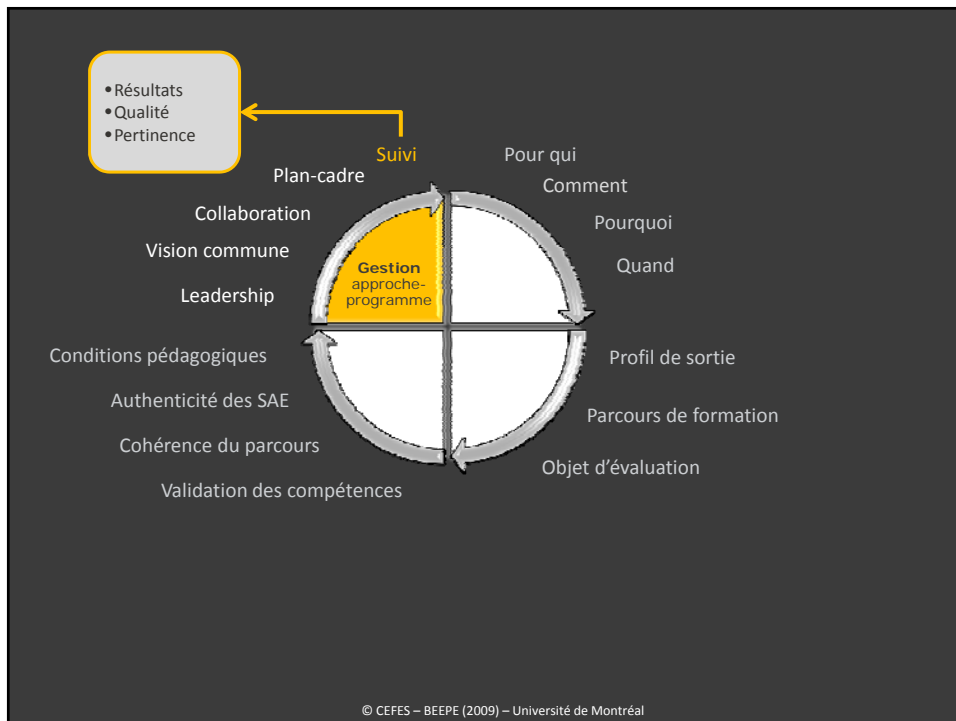 • Résultats
• Qualité
• Pertinence
Suivi
Plan-cadre
Collaboration
Vision commune
Leadership
Gestion
approche-
programme
Pour qui
Comment
Pourquoi
Quand
Profil de sortie
Parcours de formation
Objet d'évaluation
Conditions pédagogiques
Authenticité des SAE
Cohérence du parcours
Validation des compétences
© CEFES – BEEPE (2009) – Université de Montréal